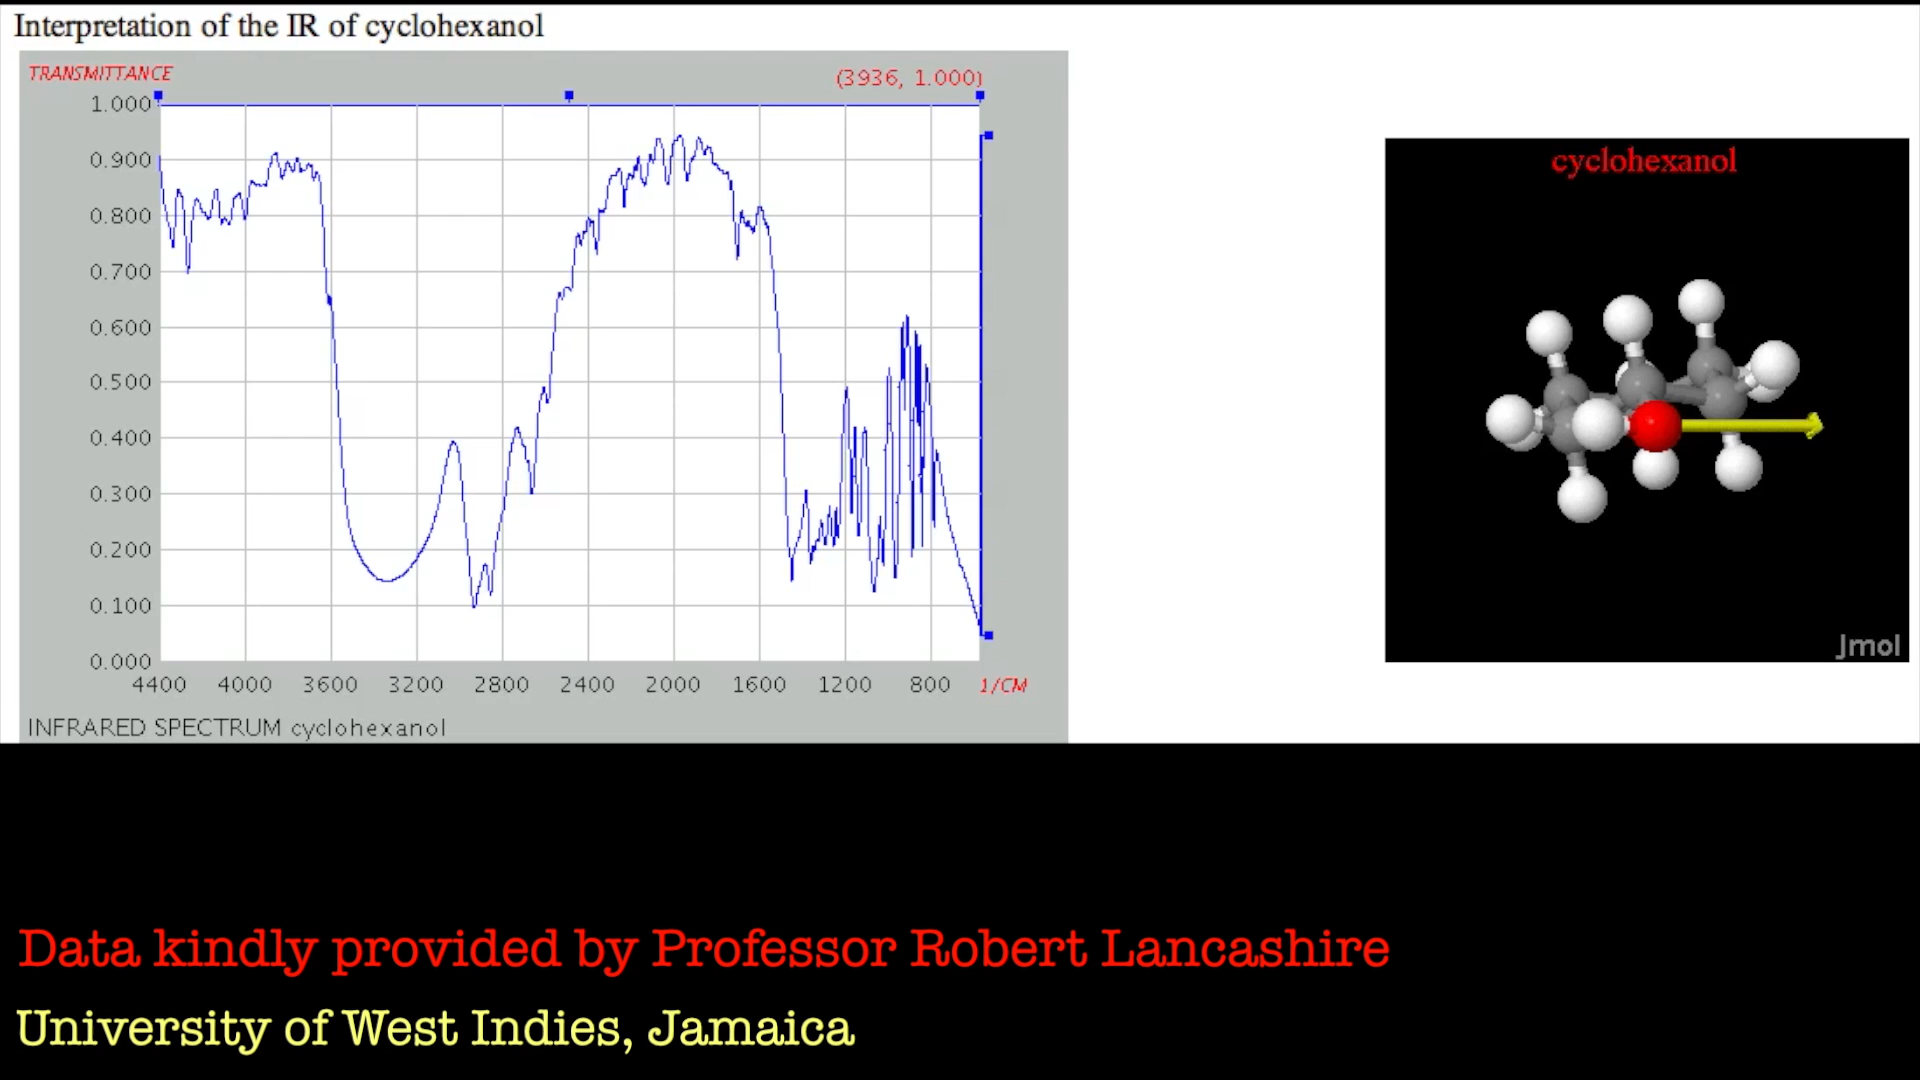 Interpretation of the IR of cyclohexanol
TRANSMITTANCE
(3936, 1.000)
1.000
0.900
0.800
0.700
0.600
0.500
0.400
0.300
0.200
0.100
0.000
4400 4000 3600 3200 2800 2400 2000 1600 1200 800 1/CM
INFRARED SPECTRUM cyclohexanol
cyclohexanol
Jmol
Data kindly provided by Professor Robert Lancashire
University of West Indies, Jamaica